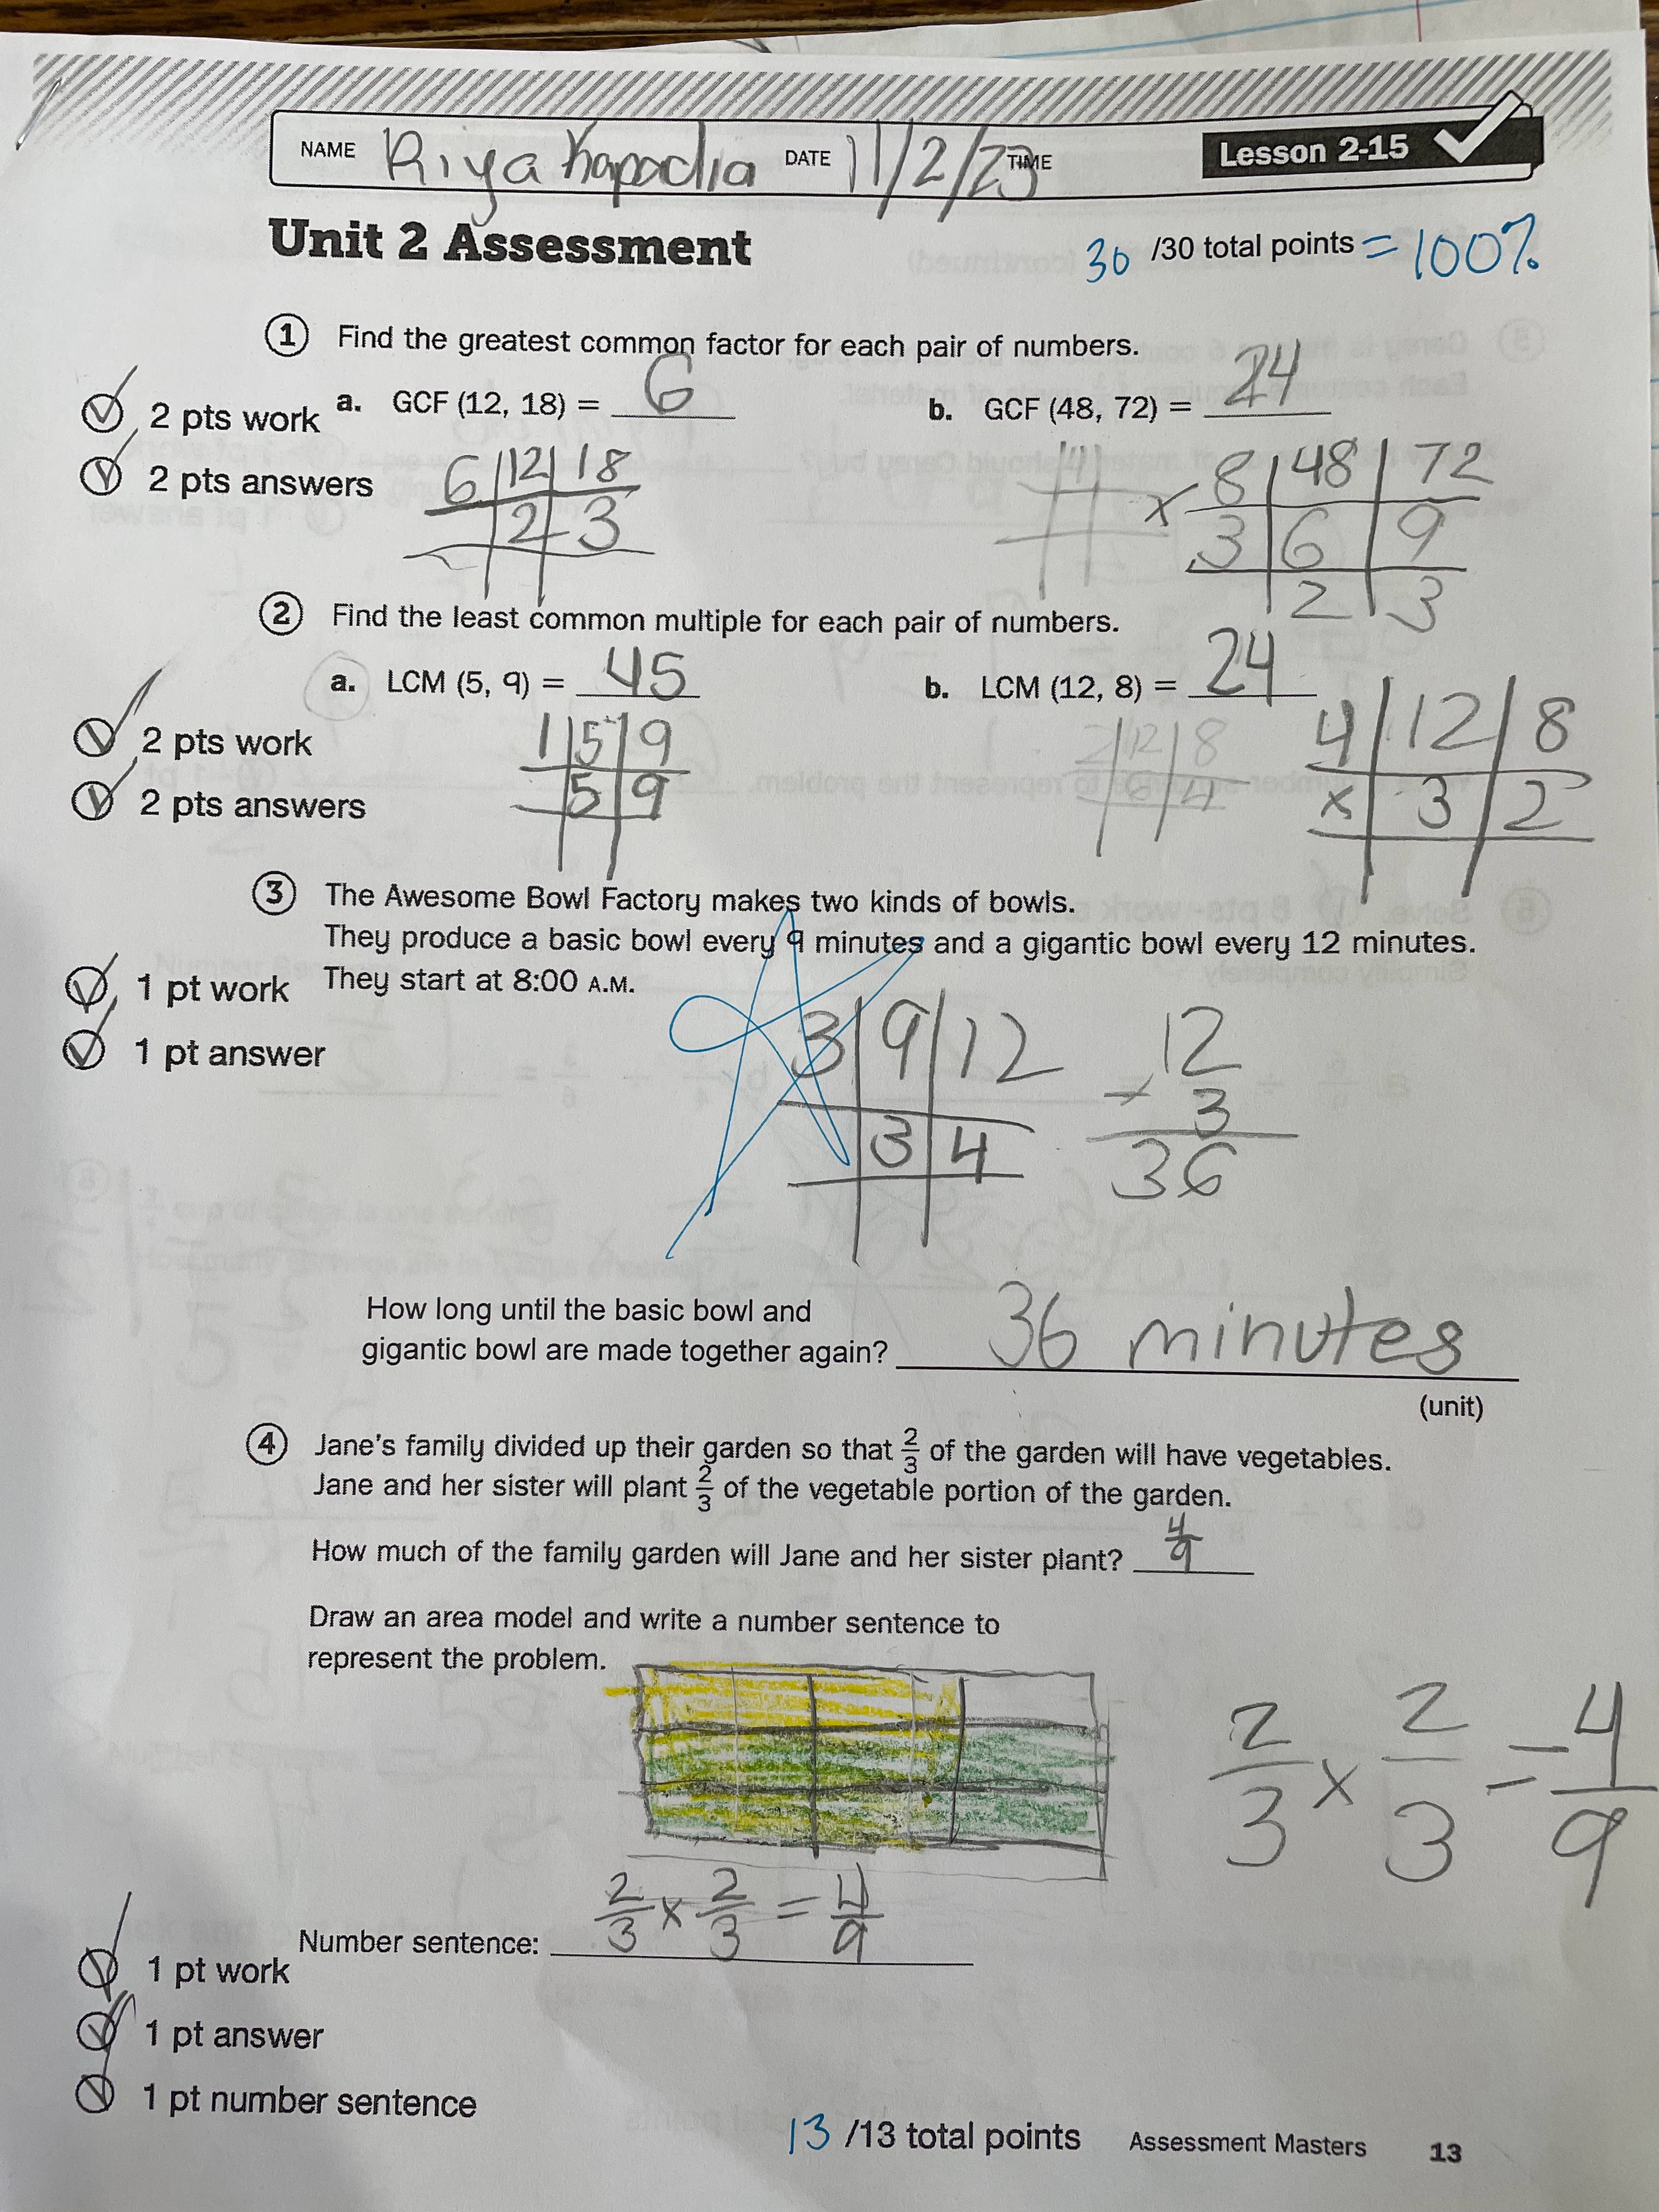 NAME Riya Kapadia DATE 11/2/23 TIME Lesson 2-15
Unit 2 Assessment
30 /30 total points = 100%
1 Find the greatest common factor for each pair of numbers.
2 pts work a. GCF (12, 18) = 6 b. GCF (48, 72) = 24
2 pts answers
6 12 18
2 3
4
8 48 72
x 3 6 9
2 3
2 Find the least common multiple for each pair of numbers.
a. LCM (5, 9) = 45 b. LCM (12, 8) = 24
2 pts work
2 pts answers
1 5 9
5 9
2 12 8
6 4
4 12 8
x 3 2
3 The Awesome Bowl Factory makes two kinds of bowls.
They produce a basic bowl every 9 minutes and a gigantic bowl every 12 minutes.
They start at 8:00 A.M.
1 pt work
1 pt answer
3 9 12
3 4
12
x 3
36
How long until the basic bowl and
gigantic bowl are made together again? 36 minutes
(unit)
4 Jane's family divided up their garden so that 2/3 of the garden will have vegetables.
Jane and her sister will plant 2/3 of the vegetable portion of the garden.
How much of the family garden will Jane and her sister plant? 4/9
Draw an area model and write a number sentence to
represent the problem.
2/3 x 2/3 = 4/9
Number sentence: 2/3 x 2/3 = 4/9
1 pt work
1 pt answer
1 pt number sentence
13 /13 total points Assessment Masters 13